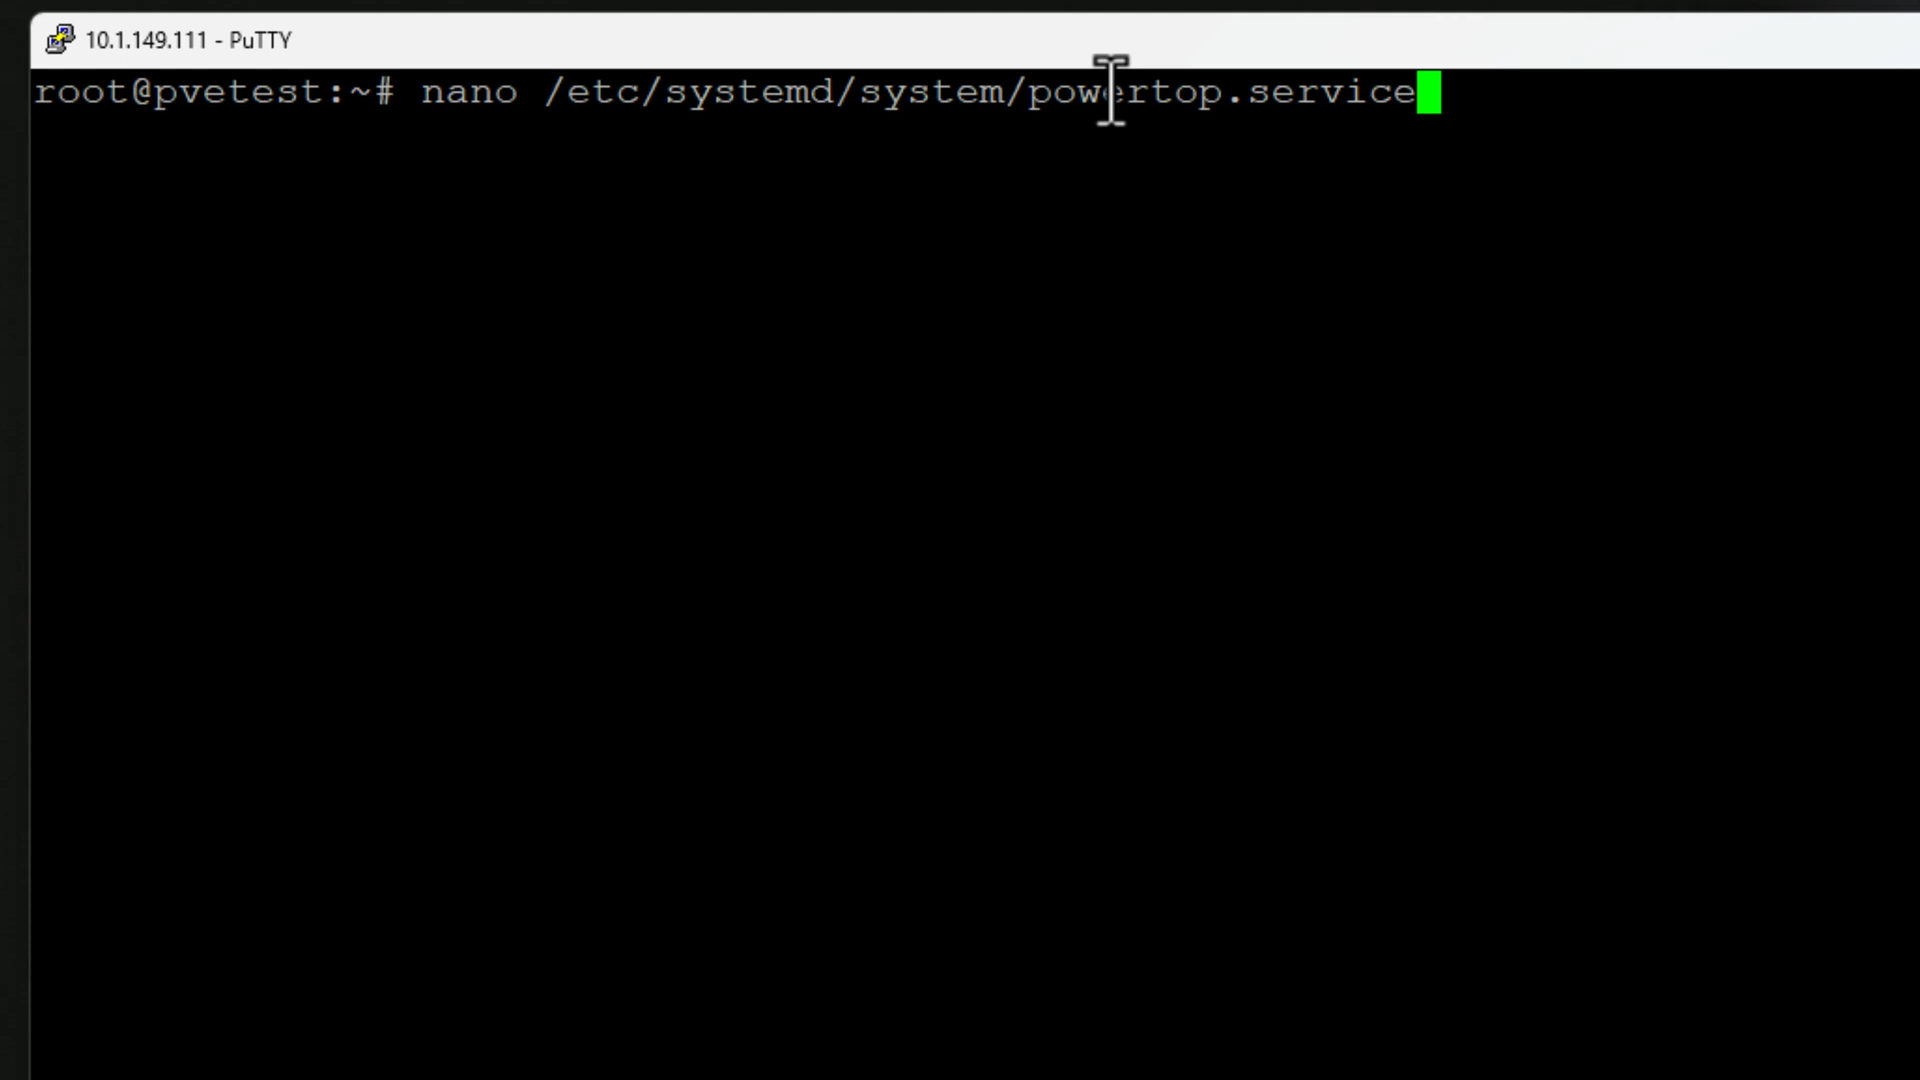 10.1.149.111 - PuTTY
root@pvetest:~# nano /etc/systemd/system/powertop.service